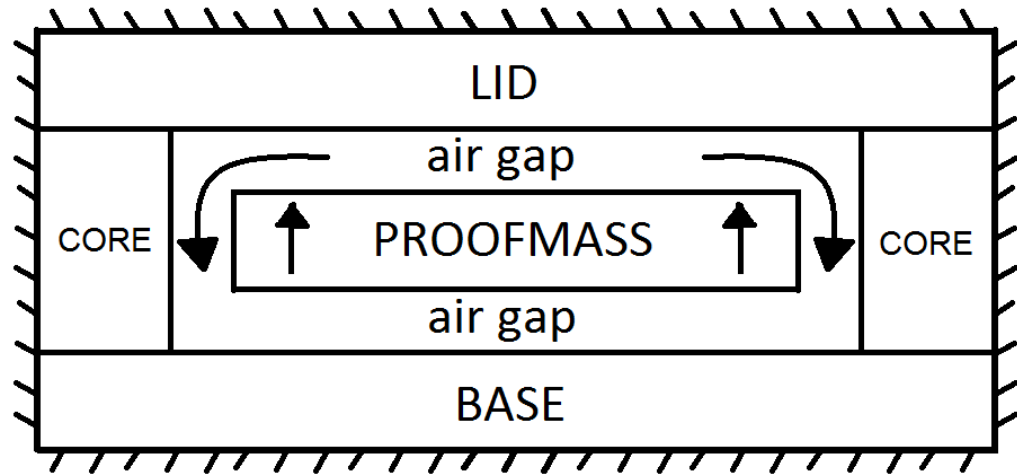 LID
air gap
CORE
PROOFMASS
CORE
air gap
BASE